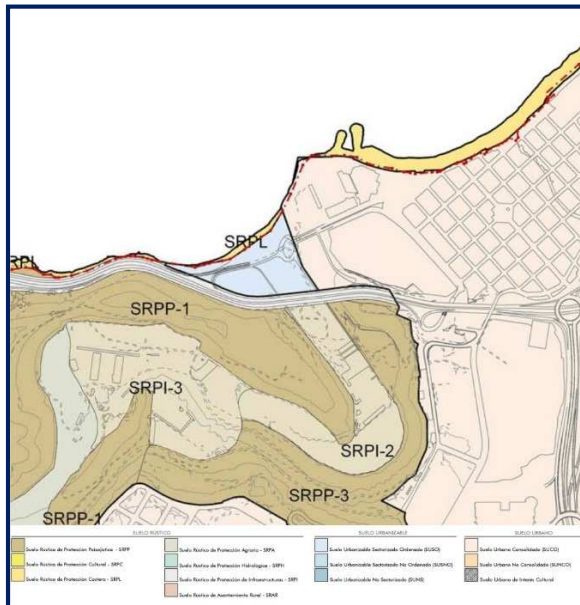 SRPL
SRPL
SRPP-1
SRPI-3
SRPI-2
SRPP-3
SRPP-1
SUELO RÚSTICO
SUELO URBANIZABLE
SUELO URBANO
Suelo Rústico de Protección Paisajística - SRPP
Suelo Rústico de Protección Agraria - SRPA
Suelo Urbanizable Sectorizado Ordenado (SUSO)
Suelo Urbano Consolidado (SUCO)
Suelo Rústico de Protección Cultural - SRPC
Suelo Rústico de Protección Hidrológica - SRPH
Suelo Urbanizable Sectorizado No Ordenado (SUSNO)
Suelo Urbano No Consolidado (SUNCO)
Suelo Rústico de Protección Costera - SRPL
Suelo Rústico de Protección de Infraestructuras - SRPI
Suelo Urbanizable No Sectorizado (SUNS)
Suelo Urbano de Interés Cultural
Suelo Rústico de Asentamiento Rural - SRAR